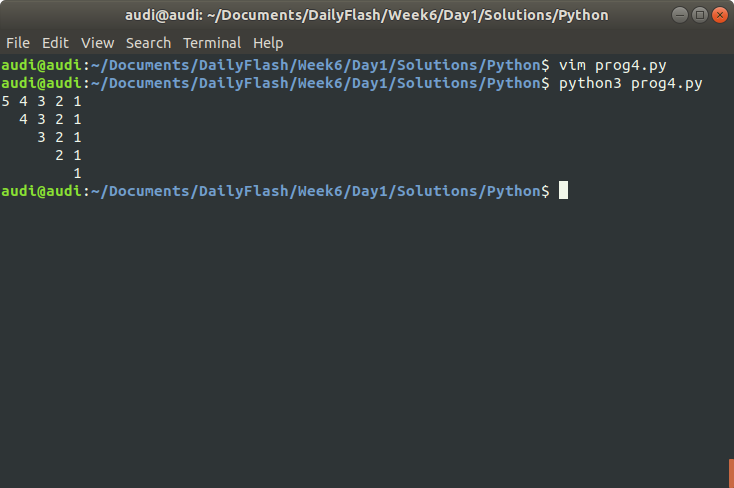 audi@audi: ~/Documents/DailyFlash/Week6/Day1/Solutions/Python
File Edit View Search Terminal Help
audi@audi:~/Documents/DailyFlash/Week6/Day1/Solutions/Python$ vim prog4.py
audi@audi:~/Documents/DailyFlash/Week6/Day1/Solutions/Python$ python3 prog4.py
5 4 3 2 1
  4 3 2 1
    3 2 1
      2 1
        1
audi@audi:~/Documents/DailyFlash/Week6/Day1/Solutions/Python$